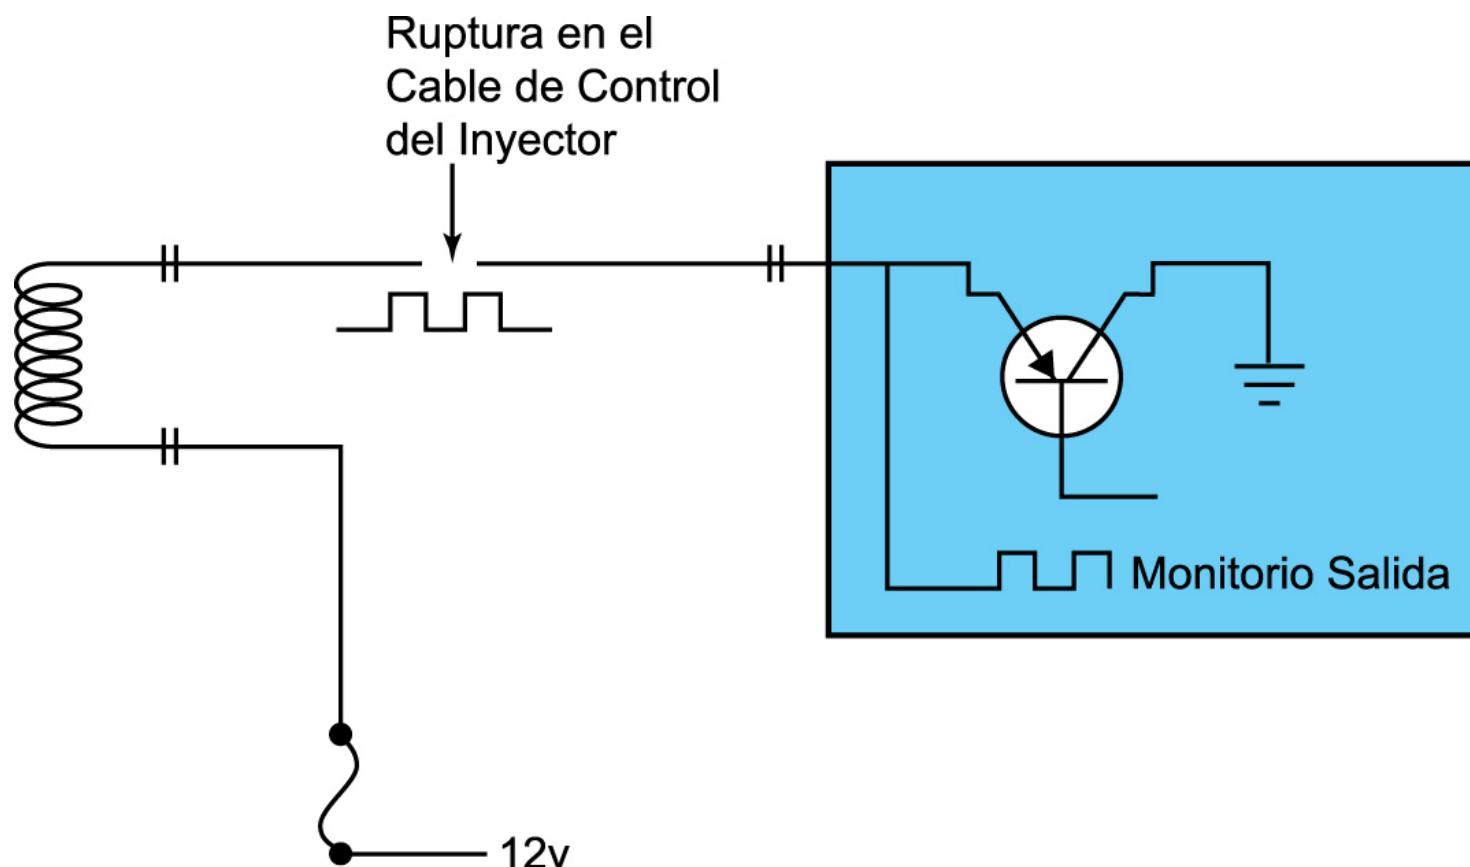 Ruptura en el
Cable de Control
del Inyector
Monitorio Salida
12v